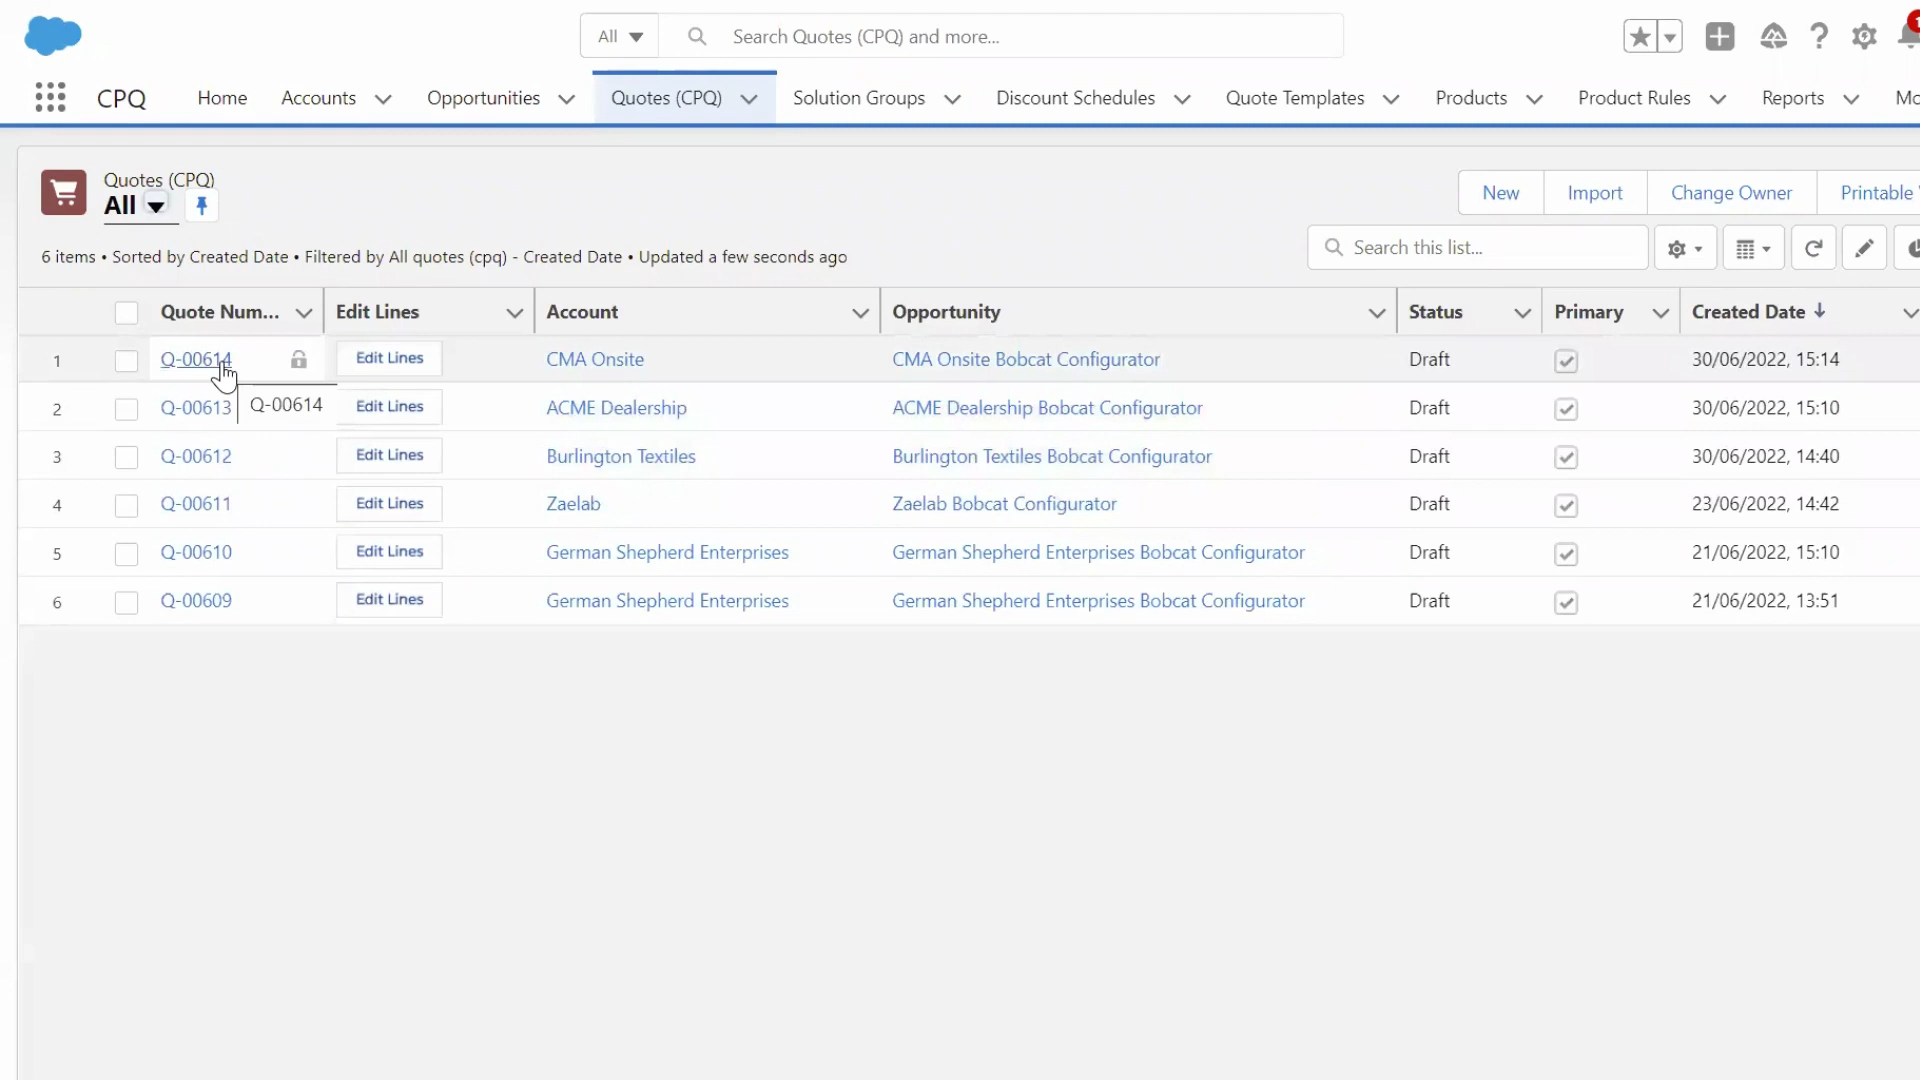 All Search Quotes (CPQ) and more...
CPQ Home Accounts Opportunities Quotes (CPQ) Solution Groups Discount Schedules Quote Templates Products Product Rules Reports
Quotes (CPQ)
All
New Import Change Owner Printable
6 items • Sorted by Created Date • Filtered by All quotes (cpq) - Created Date • Updated a few seconds ago
Search this list...
Quote Num... Edit Lines Account Opportunity Status Primary Created Date
1 Q-00614 Edit Lines CMA Onsite CMA Onsite Bobcat Configurator Draft 30/06/2022, 15:14
2 Q-00613 Q-00614 Edit Lines ACME Dealership ACME Dealership Bobcat Configurator Draft 30/06/2022, 15:10
3 Q-00612 Edit Lines Burlington Textiles Burlington Textiles Bobcat Configurator Draft 30/06/2022, 14:40
4 Q-00611 Edit Lines Zaelab Zaelab Bobcat Configurator Draft 23/06/2022, 14:42
5 Q-00610 Edit Lines German Shepherd Enterprises German Shepherd Enterprises Bobcat Configurator Draft 21/06/2022, 15:10
6 Q-00609 Edit Lines German Shepherd Enterprises German Shepherd Enterprises Bobcat Configurator Draft 21/06/2022, 13:51